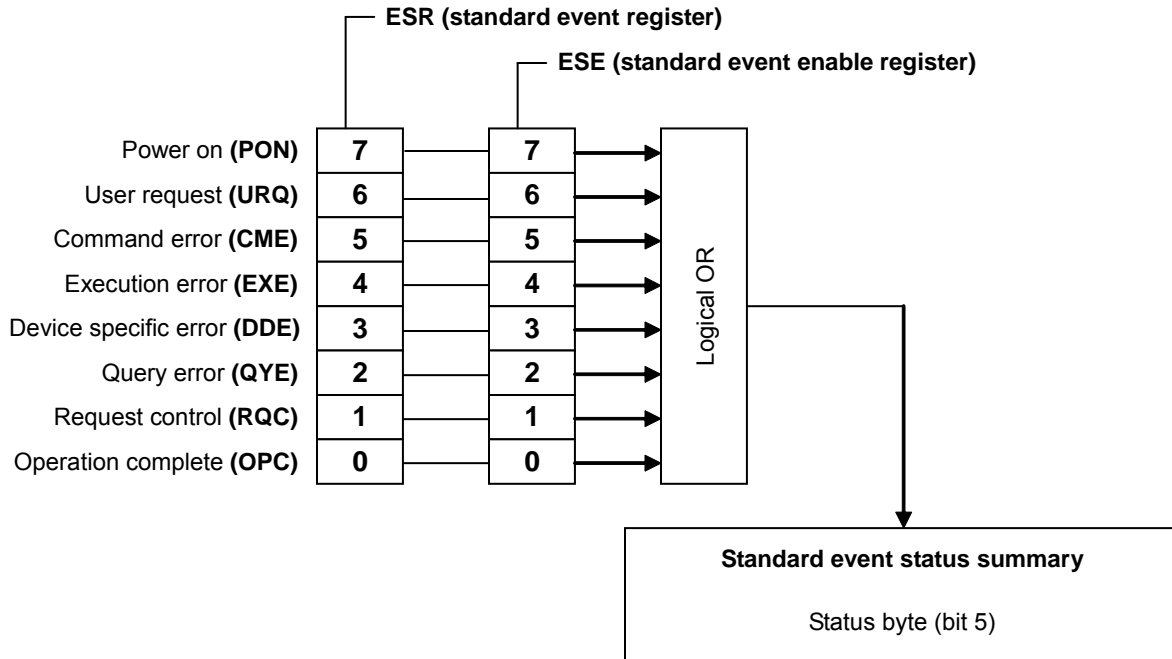 ESR (standard event register)
ESE (standard event enable register)
Power on (PON) 7 7
User request (URQ) 6 6
Command error (CME) 5 5
Execution error (EXE) 4 4
Device specific error (DDE) 3 3
Query error (QYE) 2 2
Request control (RQC) 1 1
Operation complete (OPC) 0 0
Logical OR
Standard event status summary
Status byte (bit 5)